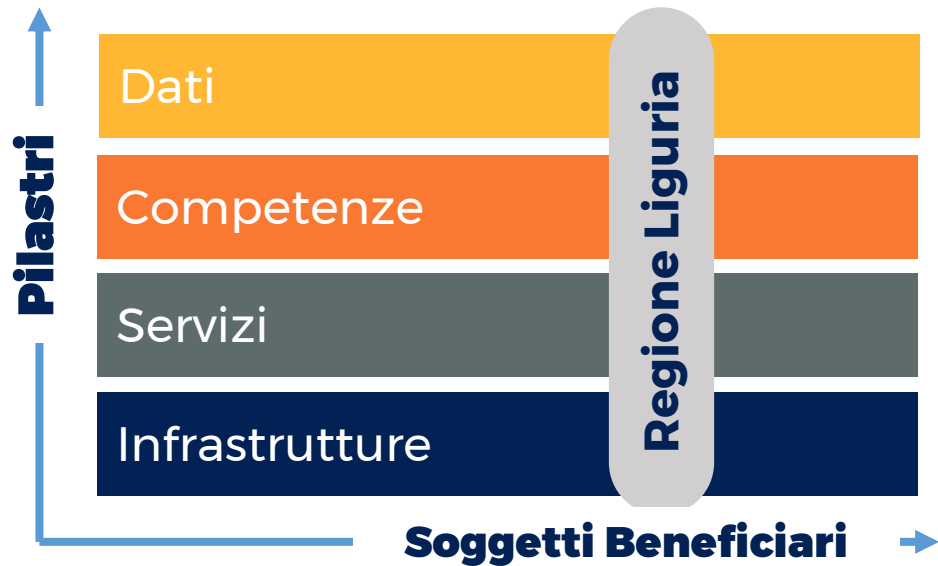 Pilastri
Dati
Competenze
Servizi
Infrastrutture
Regione Liguria
Soggetti Beneficiari